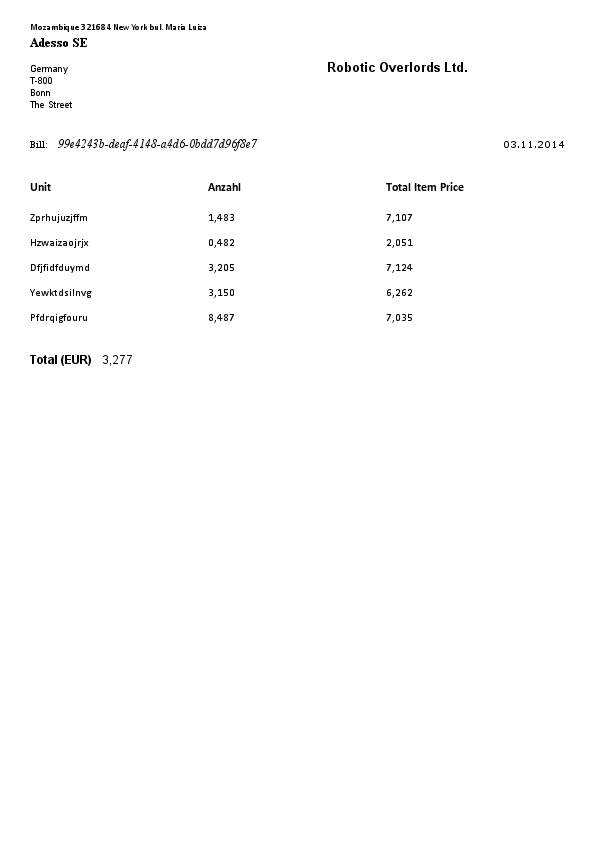 Mozambique 321684 New York bul. Maria Luiza
Adesso SE
Germany
T-800
Bonn
The Street
Robotic Overlords Ltd.
Bill: 99e4243b-deaf-4148-a4d6-0bdd7d96f8e7 03.11.2014
Unit Anzahl Total Item Price
Zprhujuzjffm 1,483 7,107
Hzwaizaojrjx 0,482 2,051
Dfjfidfduymd 3,205 7,124
Yewktdsilnvg 3,150 6,262
Pfdrqigfouru 8,487 7,035
Total (EUR) 3,277